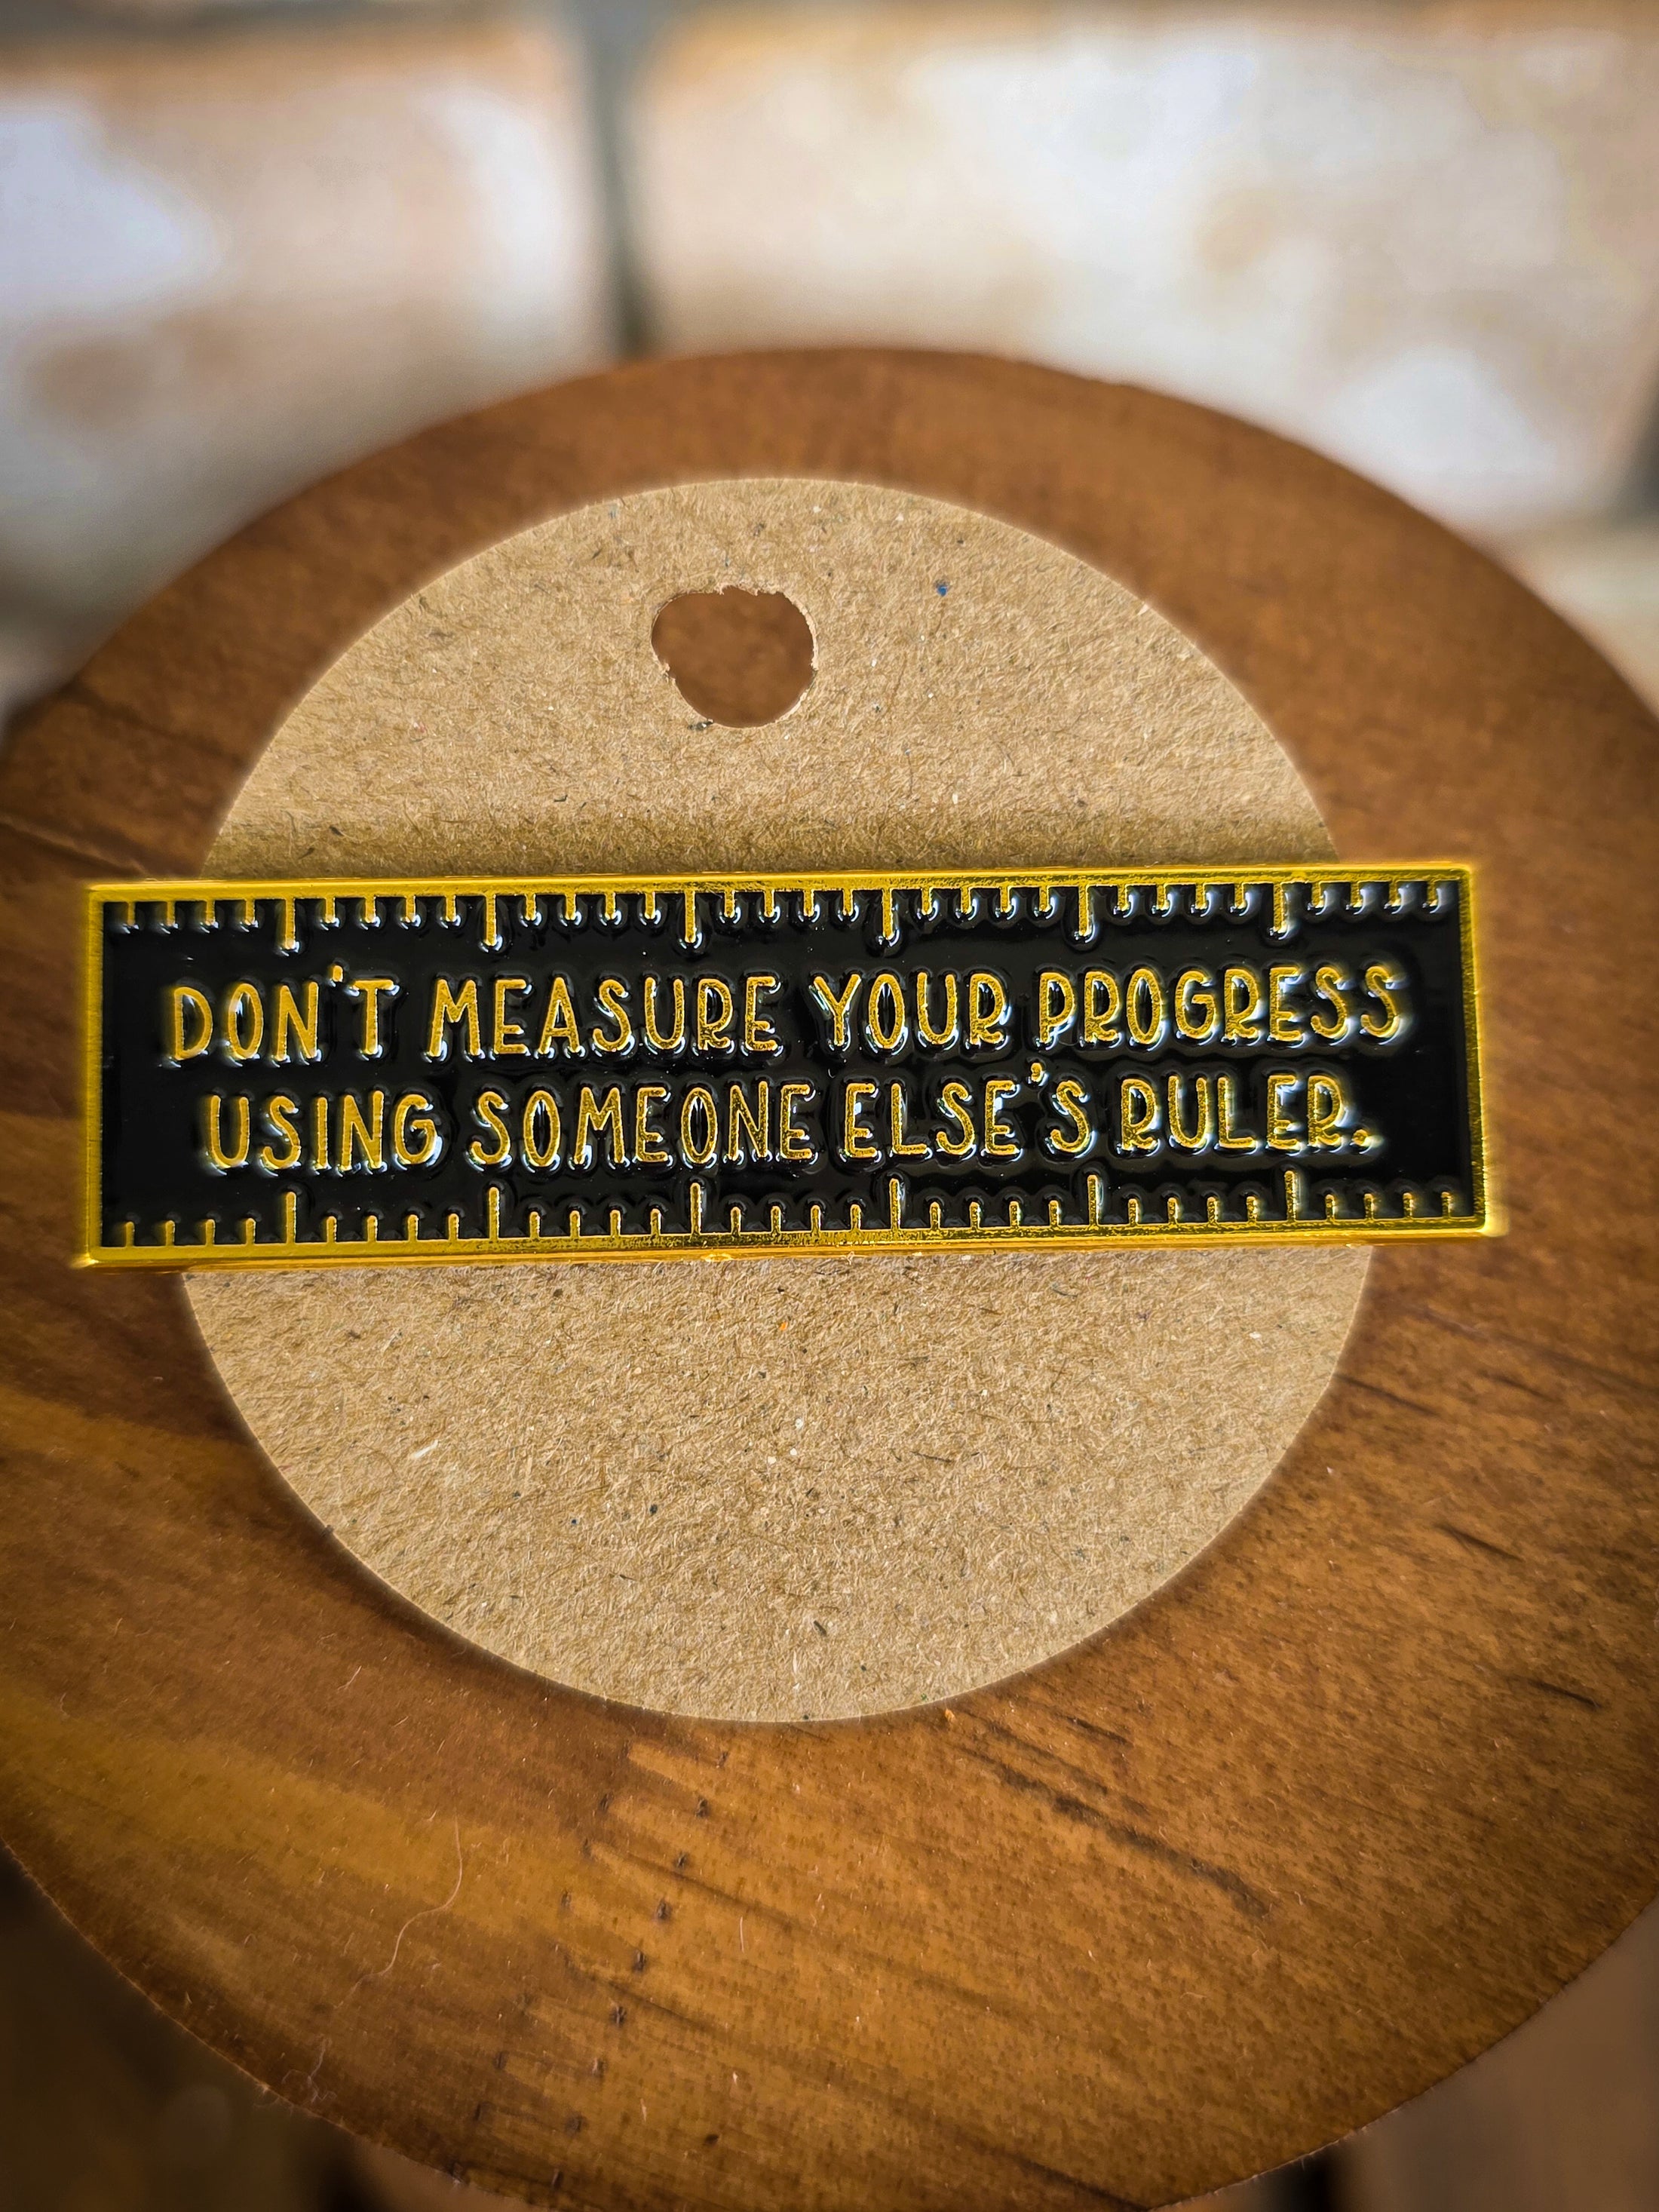 DON'T MEASURE YOUR PROGRESS
USING SOMEONE ELSE'S RULER.